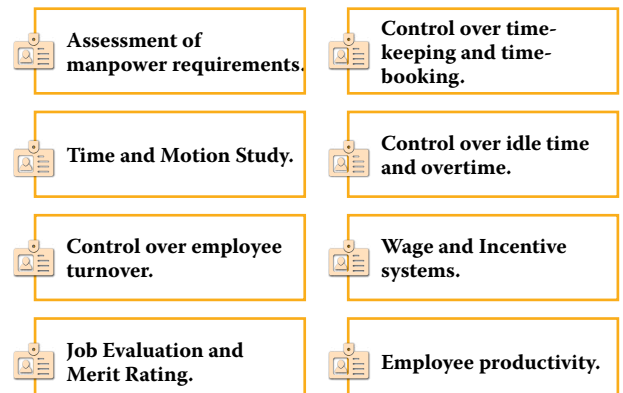 Assessment of
manpower requirements.
Control over time-
keeping and time-
booking.
Time and Motion Study.
Control over idle time
and overtime.
Control over employee
turnover.
Wage and Incentive
systems.
Job Evaluation and
Merit Rating.
Employee productivity.